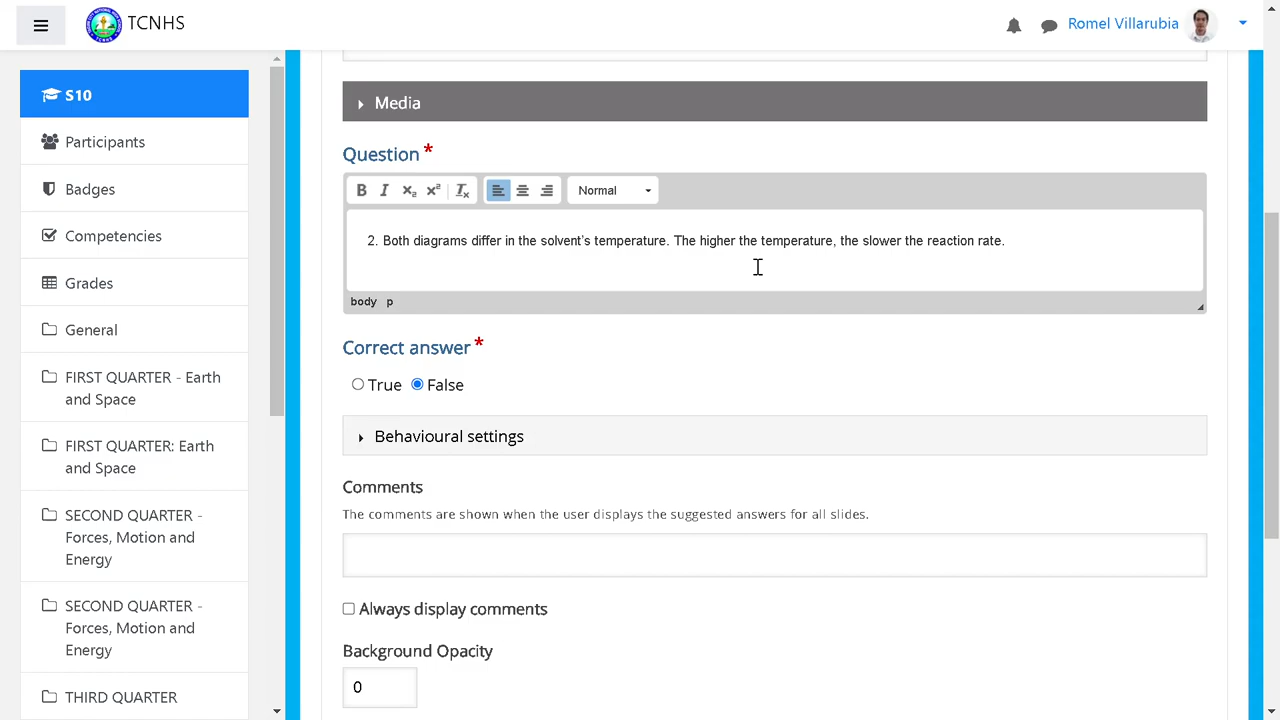 TCNHS
Romel Villarubia
S10
Participants
Badges
Competencies
Grades
General
FIRST QUARTER - Earth
and Space
FIRST QUARTER: Earth
and Space
SECOND QUARTER -
Forces, Motion and
Energy
SECOND QUARTER -
Forces, Motion and
Energy
THIRD QUARTER
Media
Question *
B I x₂ x² Tx Normal
2. Both diagrams differ in the solvent's temperature. The higher the temperature, the slower the reaction rate.
body p
Correct answer *
True False
Behavioural settings
Comments
The comments are shown when the user displays the suggested answers for all slides.
Always display comments
Background Opacity
0